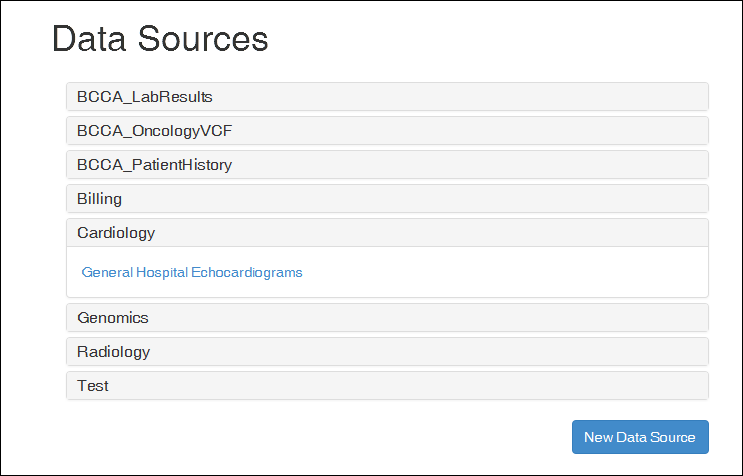 Data Sources
BCCA_LabResults
BCCA_OncologyVCF
BCCA_PatientHistory
Billing
Cardiology
General Hospital Echocardiograms
Genomics
Radiology
Test
New Data Source